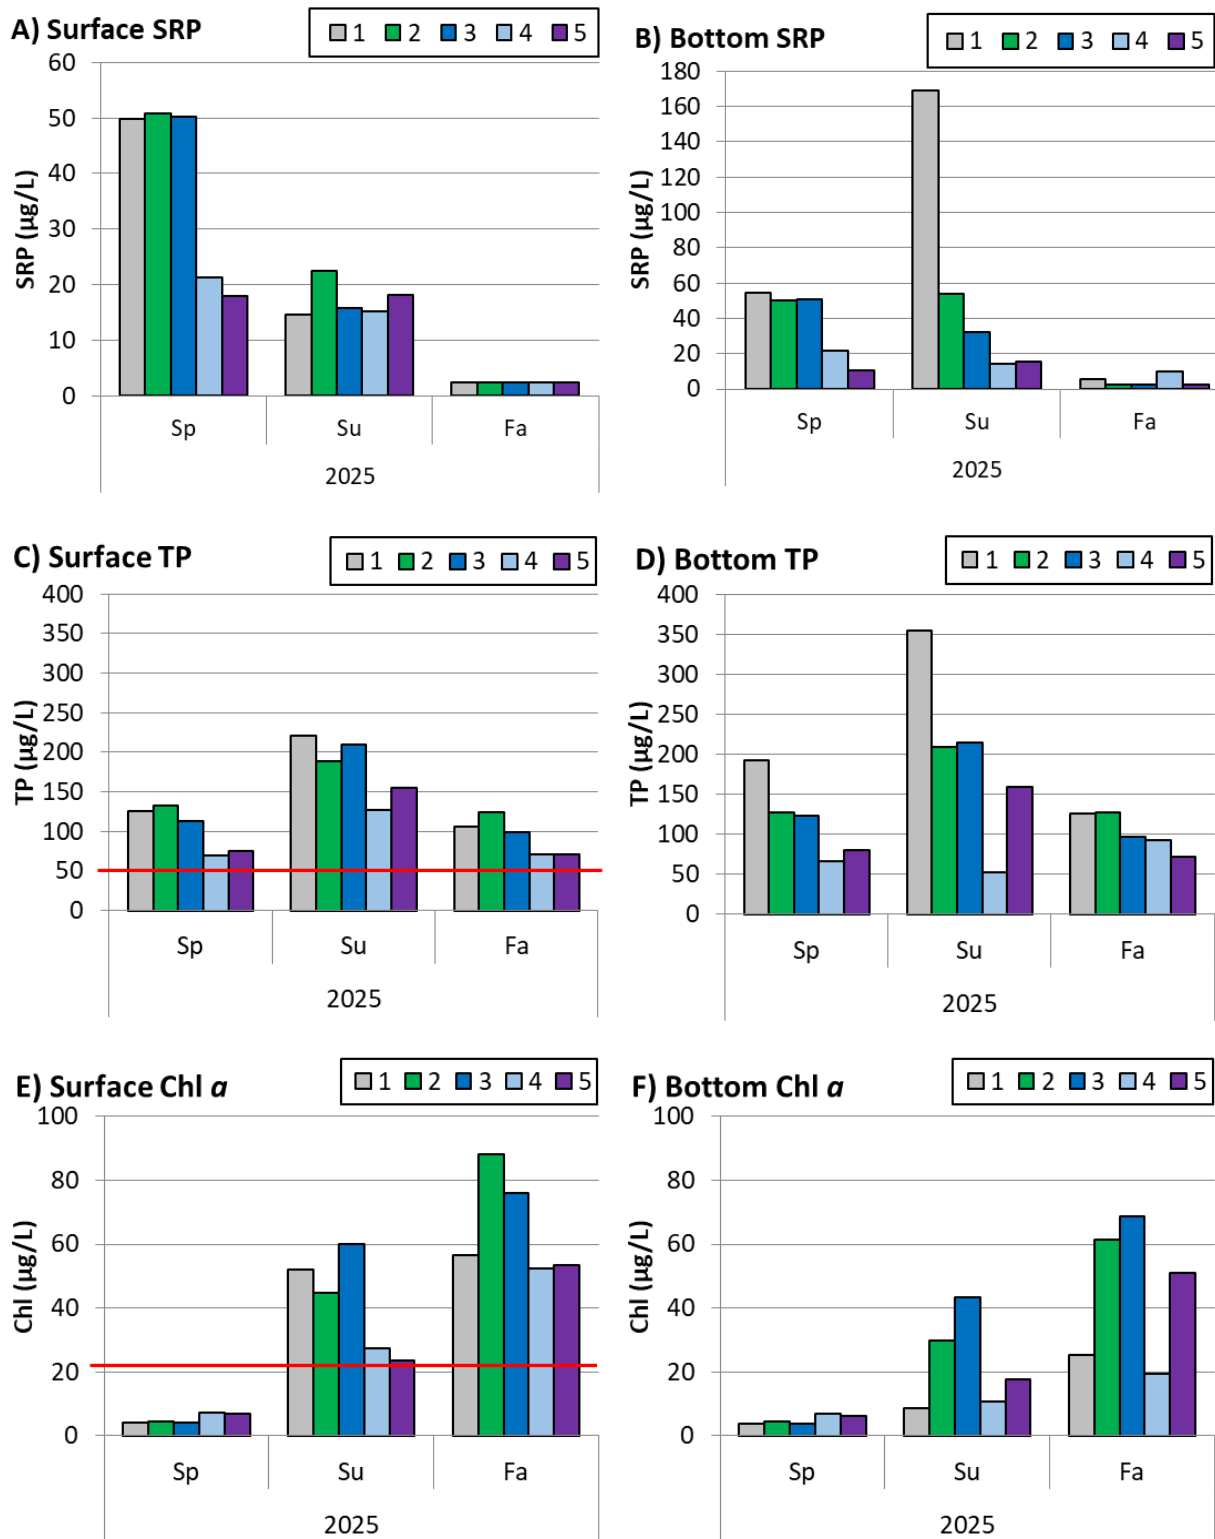 A) Surface SRP
1 2 3 4 5
60
50
40
30
20
10
0
SRP (µg/L)
Sp Su Fa
2025
B) Bottom SRP
1 2 3 4 5
180
160
140
120
100
80
60
40
20
0
SRP (µg/L)
Sp Su Fa
2025
C) Surface TP
1 2 3 4 5
400
350
300
250
200
150
100
50
0
TP (µg/L)
Sp Su Fa
2025
D) Bottom TP
1 2 3 4 5
400
350
300
250
200
150
100
50
0
TP (µg/L)
Sp Su Fa
2025
E) Surface Chl a
1 2 3 4 5
100
80
60
40
20
0
Chl (µg/L)
Sp Su Fa
2025
F) Bottom Chl a
1 2 3 4 5
100
80
60
40
20
0
Chl (µg/L)
Sp Su Fa
2025